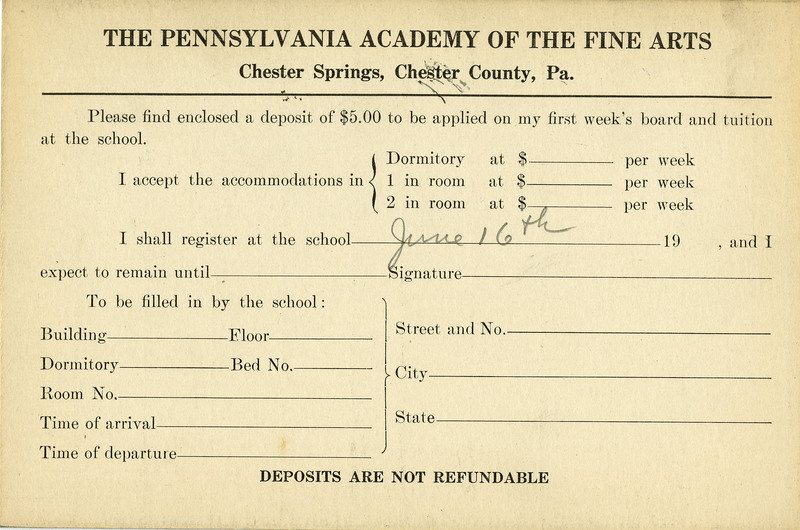 THE PENNSYLVANIA ACADEMY OF THE FINE ARTS
Chester Springs, Chester County, Pa.
Please find enclosed a deposit of $5.00 to be applied on my first week's board and tuition
at the school.
I accept the accommodations in
Dormitory at $ per week
1 in room at $ per week
2 in room at $ per week
I shall register at the school June 16th 19 , and I
expect to remain until Signature
To be filled in by the school:
Building Floor
Dormitory Bed No.
Room No.
Time of arrival
Time of departure
Street and No.
City
State
DEPOSITS ARE NOT REFUNDABLE